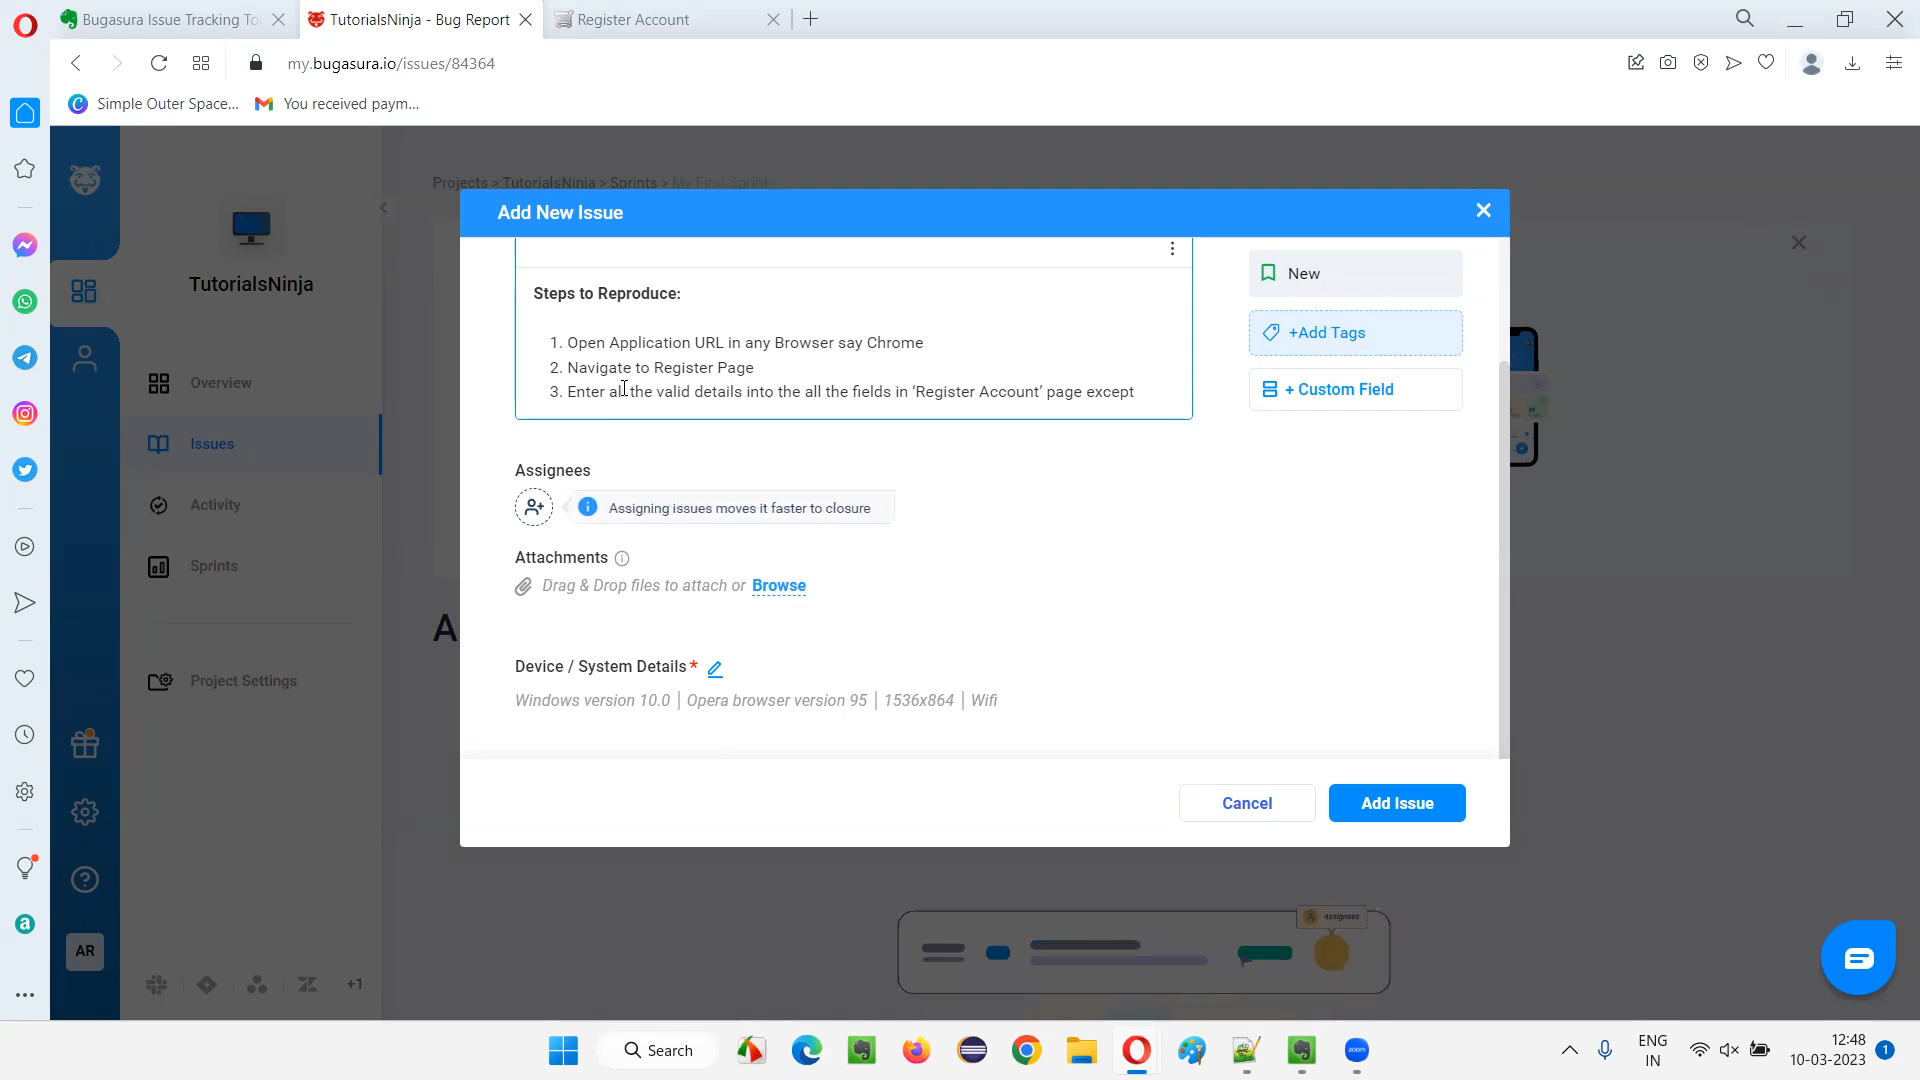 Bugasura Issue Tracking To
TutorialsNinja - Bug Report
Register Account
my.bugasura.io/issues/84364
Simple Outer Space...
You received paym...
Projects > TutorialsNinja > Sprints > My First Sprint
Add New Issue
TutorialsNinja
Overview
Issues
Activity
Sprints
Project Settings
+1
AR
Steps to Reproduce:
1. Open Application URL in any Browser say Chrome
2. Navigate to Register Page
3. Enter all the valid details into the all the fields in ‘Register Account’ page except
New
+Add Tags
+ Custom Field
Assignees
Assigning issues moves it faster to closure
Attachments
Drag & Drop files to attach or Browse
A
Device / System Details*
Windows version 10.0 | Opera browser version 95 | 1536x864 | Wifi
Cancel
Add Issue
Assignees
Search
zoom
ENG
IN
12:48
10-03-2023
1